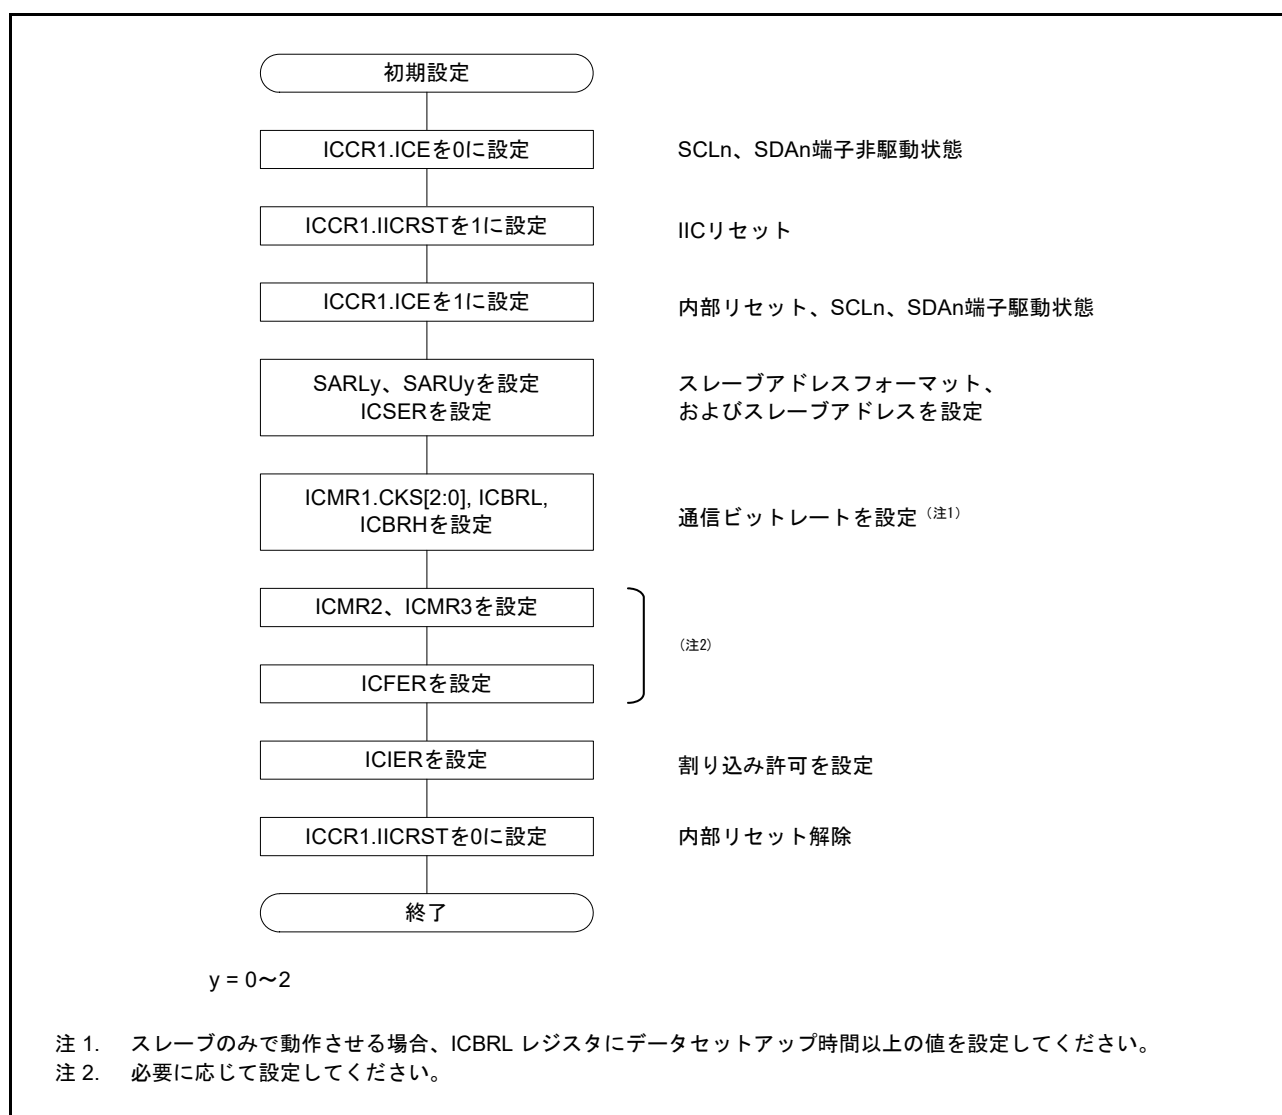 初期設定
ICCR1.ICEを0に設定
SCLn、SDAn端子非駆動状態
ICCR1.IICRSTを1に設定
IICリセット
ICCR1.ICEを1に設定
内部リセット、SCLn、SDAn端子駆動状態
SARLy、SARUyを設定
ICSERを設定
スレーブアドレスフォーマット、
およびスレーブアドレスを設定
ICMR1.CKS[2:0], ICBRL,
ICBRHを設定
通信ビットレートを設定（注1）
ICMR2、ICMR3を設定
（注2）
ICFERを設定
ICIERを設定
割り込み許可を設定
ICCR1.IICRSTを0に設定
内部リセット解除
終了
y = 0～2
注 1. スレーブのみで動作させる場合、ICBRL レジスタにデータセットアップ時間以上の値を設定してください。
注 2. 必要に応じて設定してください。